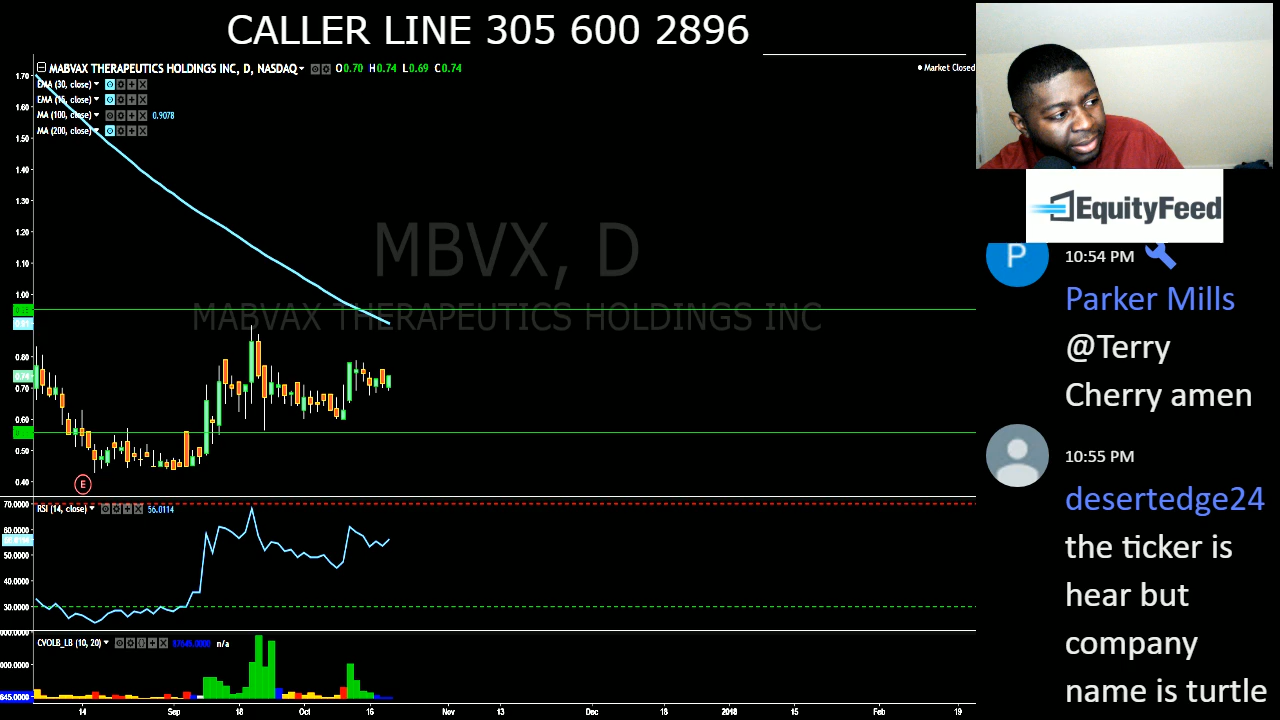 CALLER LINE 305 600 2896
MABVAX THERAPEUTICS HOLDINGS INC, D, NASDAQ O0.70 H0.74 L0.69 C0.74
Market Closed
EMA (30, close)
MA (100, close) 0.9078
MA (200, close)
1.70
1.60
1.50
1.40
1.30
1.20
1.10
1.00
0.80
0.70
0.60
0.50
0.40
MBVX, D
MABVAX THERAPEUTICS HOLDINGS INC
E
RSI (14, close) 56.0114
70.0000
60.0000
50.0000
40.0000
30.0000
CVOLB_LB (10, 20) n/a
14 Sep 18 Oct 16 Nov 13 Dec 18 2018 15 Feb 19
EquityFeed
P
10:54 PM
Parker Mills
@Terry
Cherry amen
10:55 PM
desertedge24
the ticker is
hear but
company
name is turtle